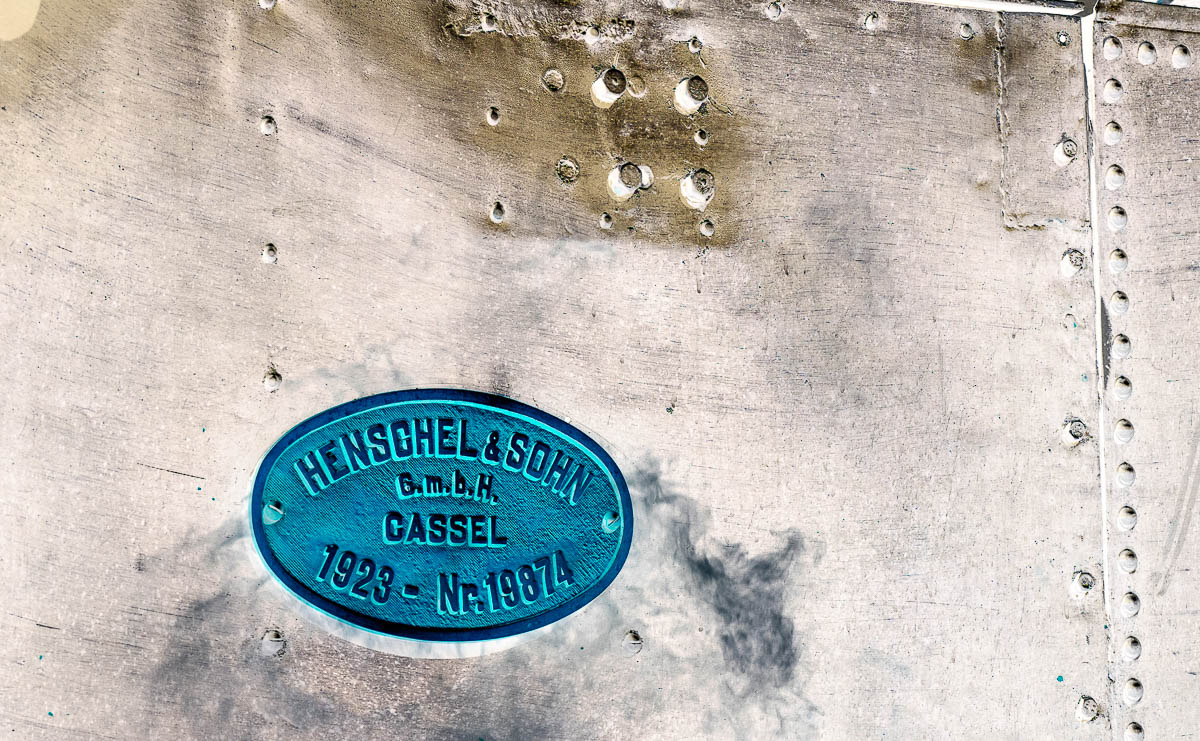 HENSCHEL & SOHN
G.m.b.H.
CASSEL
1923 - Nr. 19874